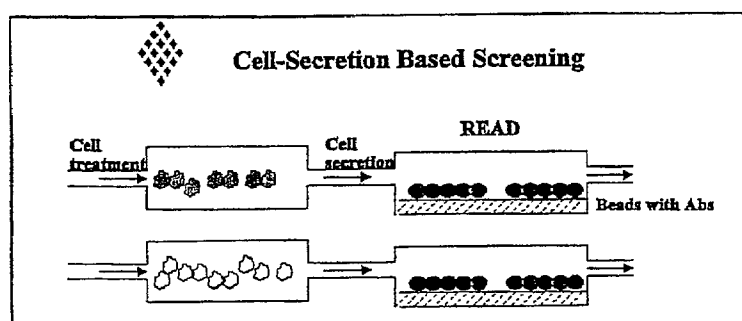 Cell-Secretion Based Screening
READ
Cell
treatment
Cell
secretion
Beads with Abs